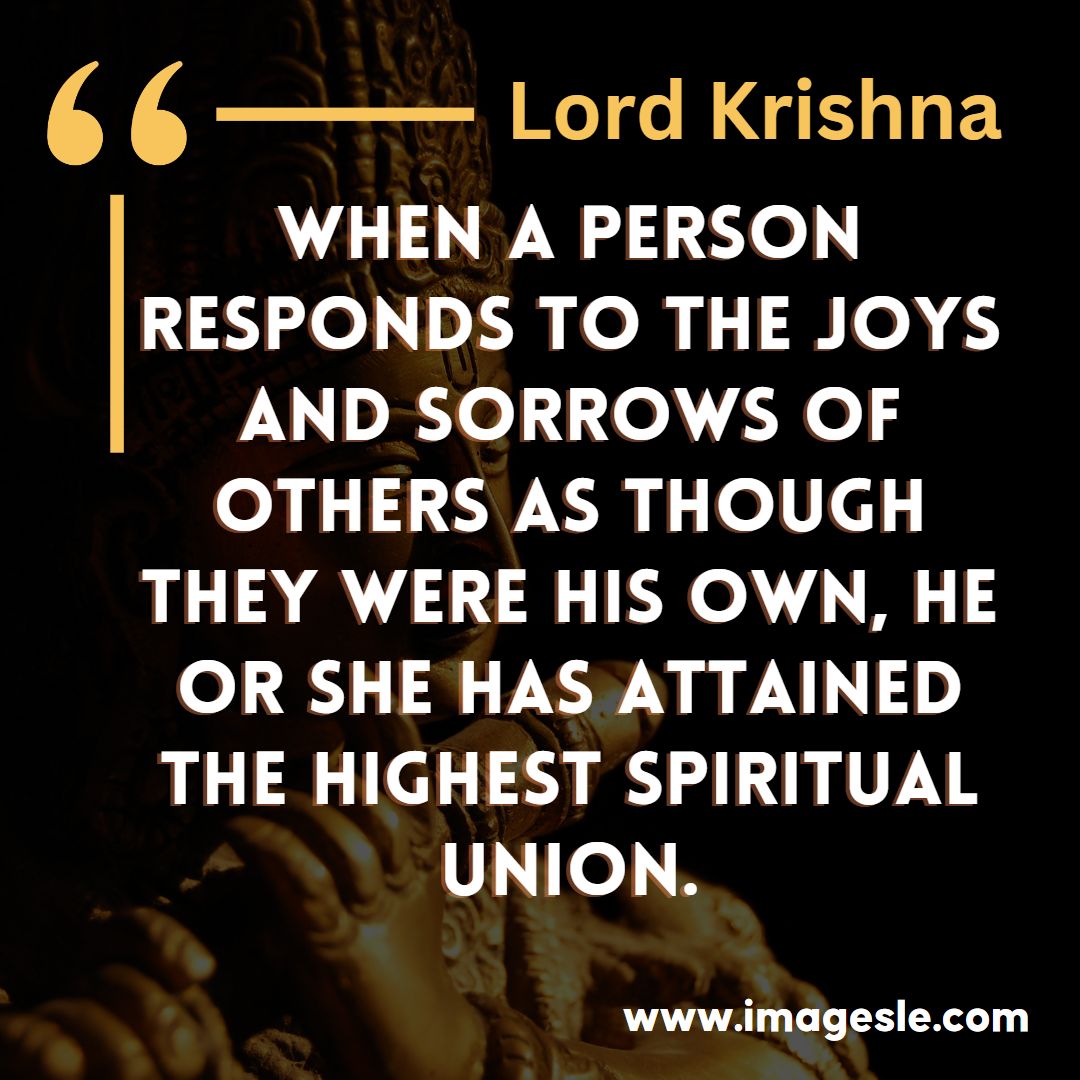 “ Lord Krishna
WHEN A PERSON
RESPONDS TO THE JOYS
AND SORROWS OF
OTHERS AS THOUGH
THEY WERE HIS OWN, HE
OR SHE HAS ATTAINED
THE HIGHEST SPIRITUAL
UNION.
www.imagesle.com